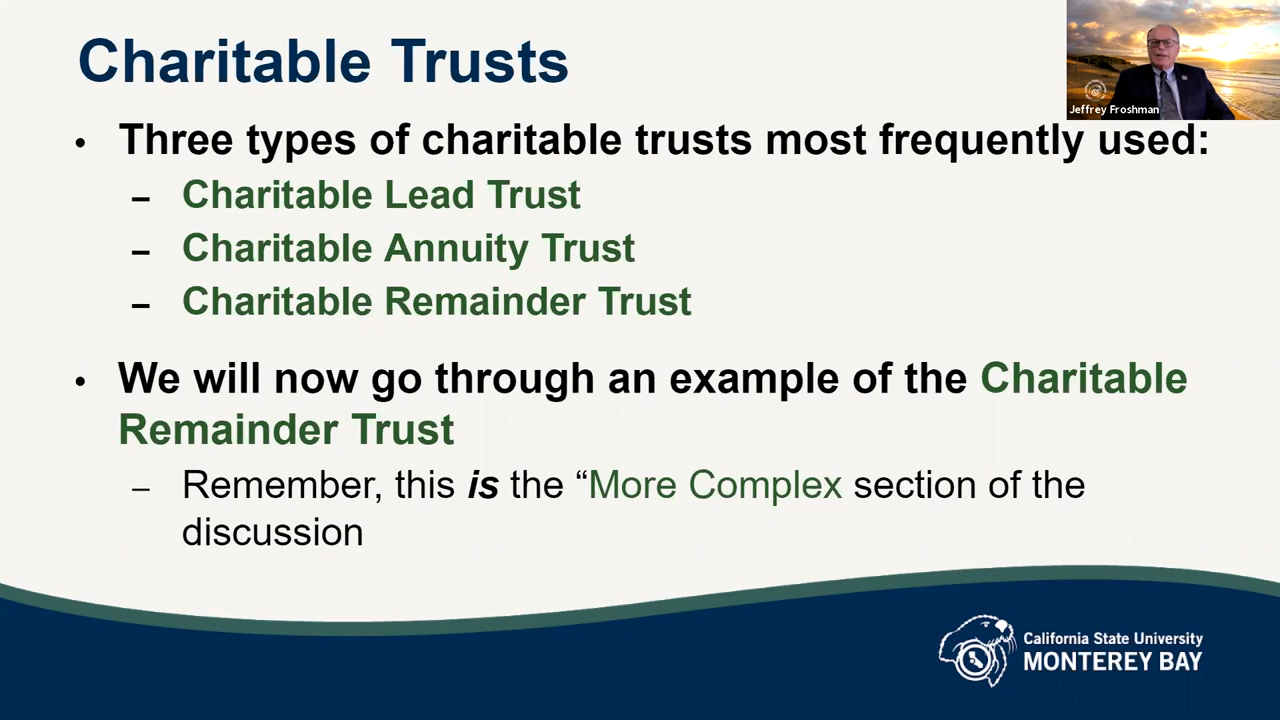 Charitable Trusts
Jeffrey Froshman
• Three types of charitable trusts most frequently used:
– Charitable Lead Trust
– Charitable Annuity Trust
– Charitable Remainder Trust
• We will now go through an example of the Charitable
Remainder Trust
– Remember, this is the “More Complex section of the
discussion
California State University
MONTEREY BAY